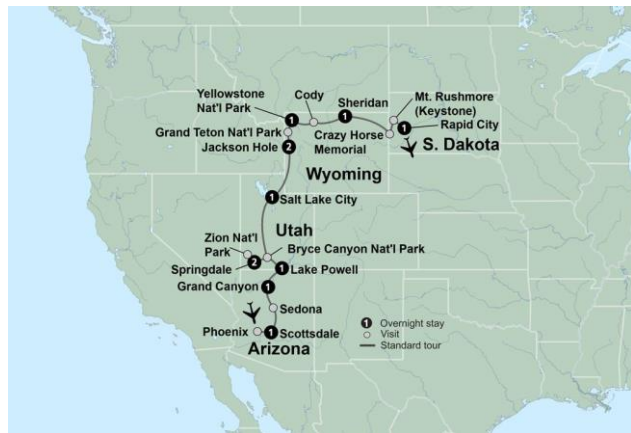 Yellowstone
Nat'l Park
Cody
Sheridan
Mt. Rushmore
(Keystone)
1
1
1
Rapid City
Grand Teton Nat'l Park
Crazy Horse
Memorial
Jackson Hole
2
S. Dakota
Wyoming
1
Salt Lake City
Utah
Zion Nat'l
Park
Bryce Canyon Nat'l Park
Springdale
2
1
Lake Powell
Grand Canyon
1
Sedona
Phoenix
1
Scottsdale
Arizona
1 Overnight stay
Visit
Standard tour